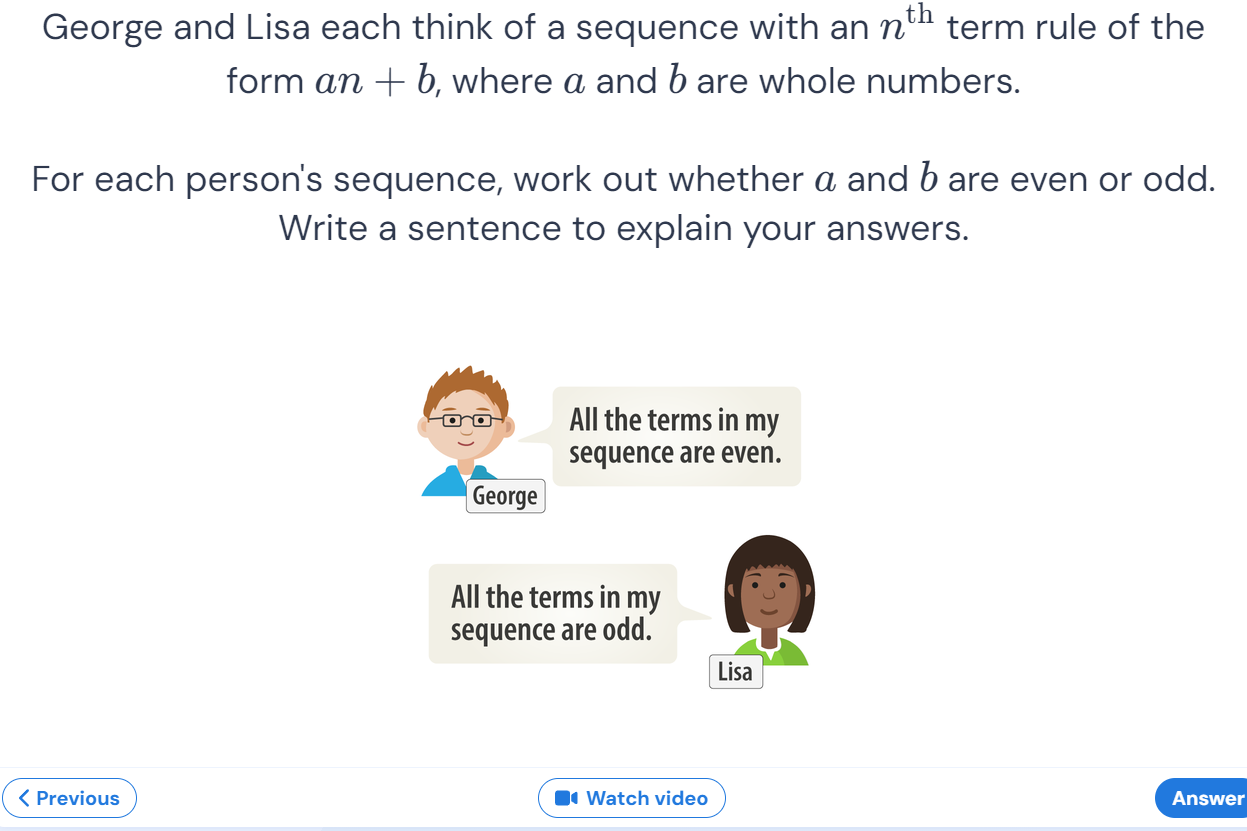 George and Lisa each think of a sequence with an nᵗʰ term rule of the
form an + b, where a and b are whole numbers.
For each person's sequence, work out whether a and b are even or odd.
Write a sentence to explain your answers.
All the terms in my
sequence are even.
George
All the terms in my
sequence are odd.
Lisa
Previous
Watch video
Answer